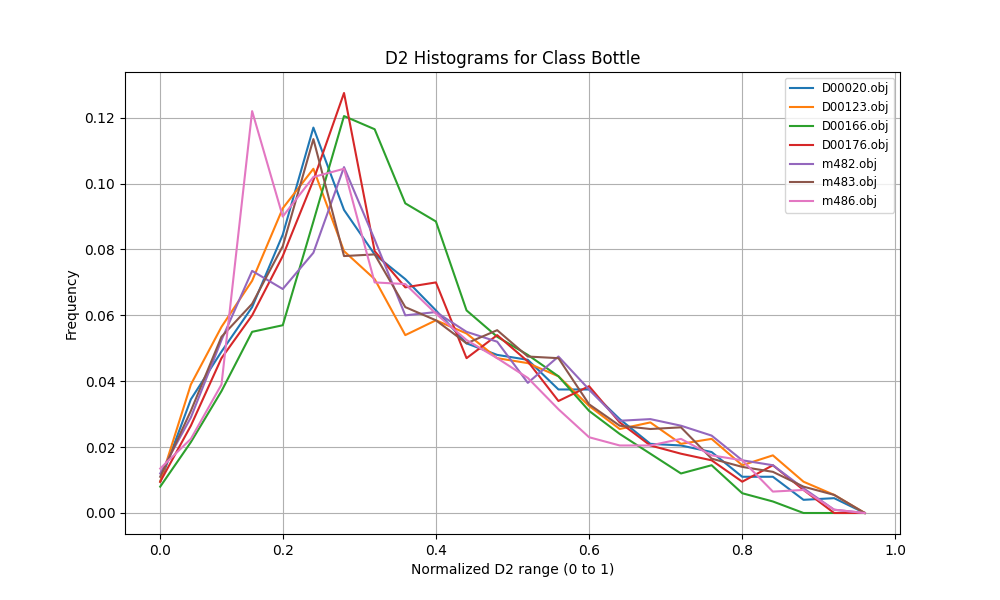 D2 Histograms for Class Bottle
D00020.obj
D00123.obj
D00166.obj
D00176.obj
m482.obj
m483.obj
m486.obj
Frequency
0.12
0.10
0.08
0.06
0.04
0.02
0.00
0.0 0.2 0.4 0.6 0.8 1.0
Normalized D2 range (0 to 1)